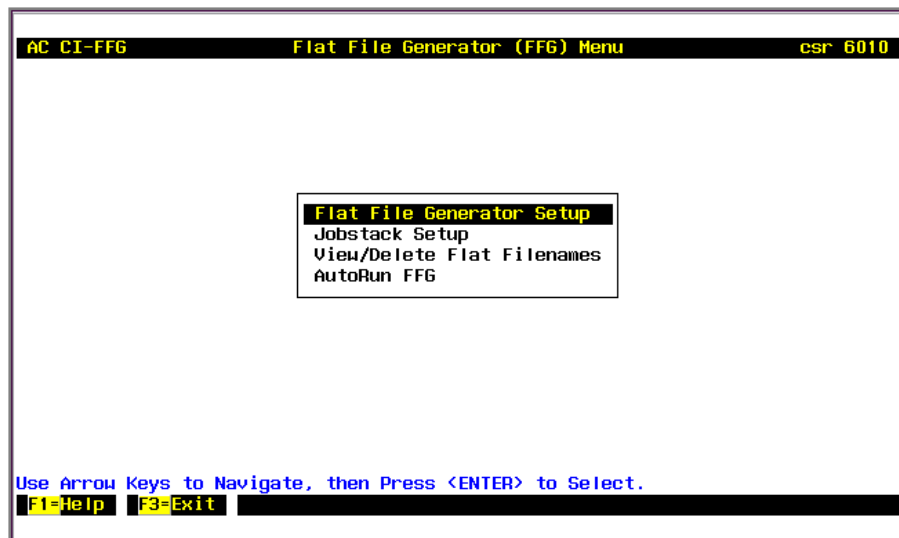 AC CI-FFG Flat File Generator (FFG) Menu csr 6010
Flat File Generator Setup
Jobstack Setup
View/Delete Flat Filenames
AutoRun FFG
Use Arrow Keys to Navigate, then Press <ENTER> to Select.
F1=Help F3=Exit